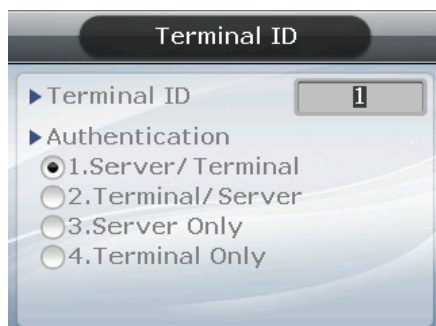 Terminal ID
Terminal ID 1
Authentication
1.Server/Terminal
2.Terminal/Server
3.Server Only
4.Terminal Only